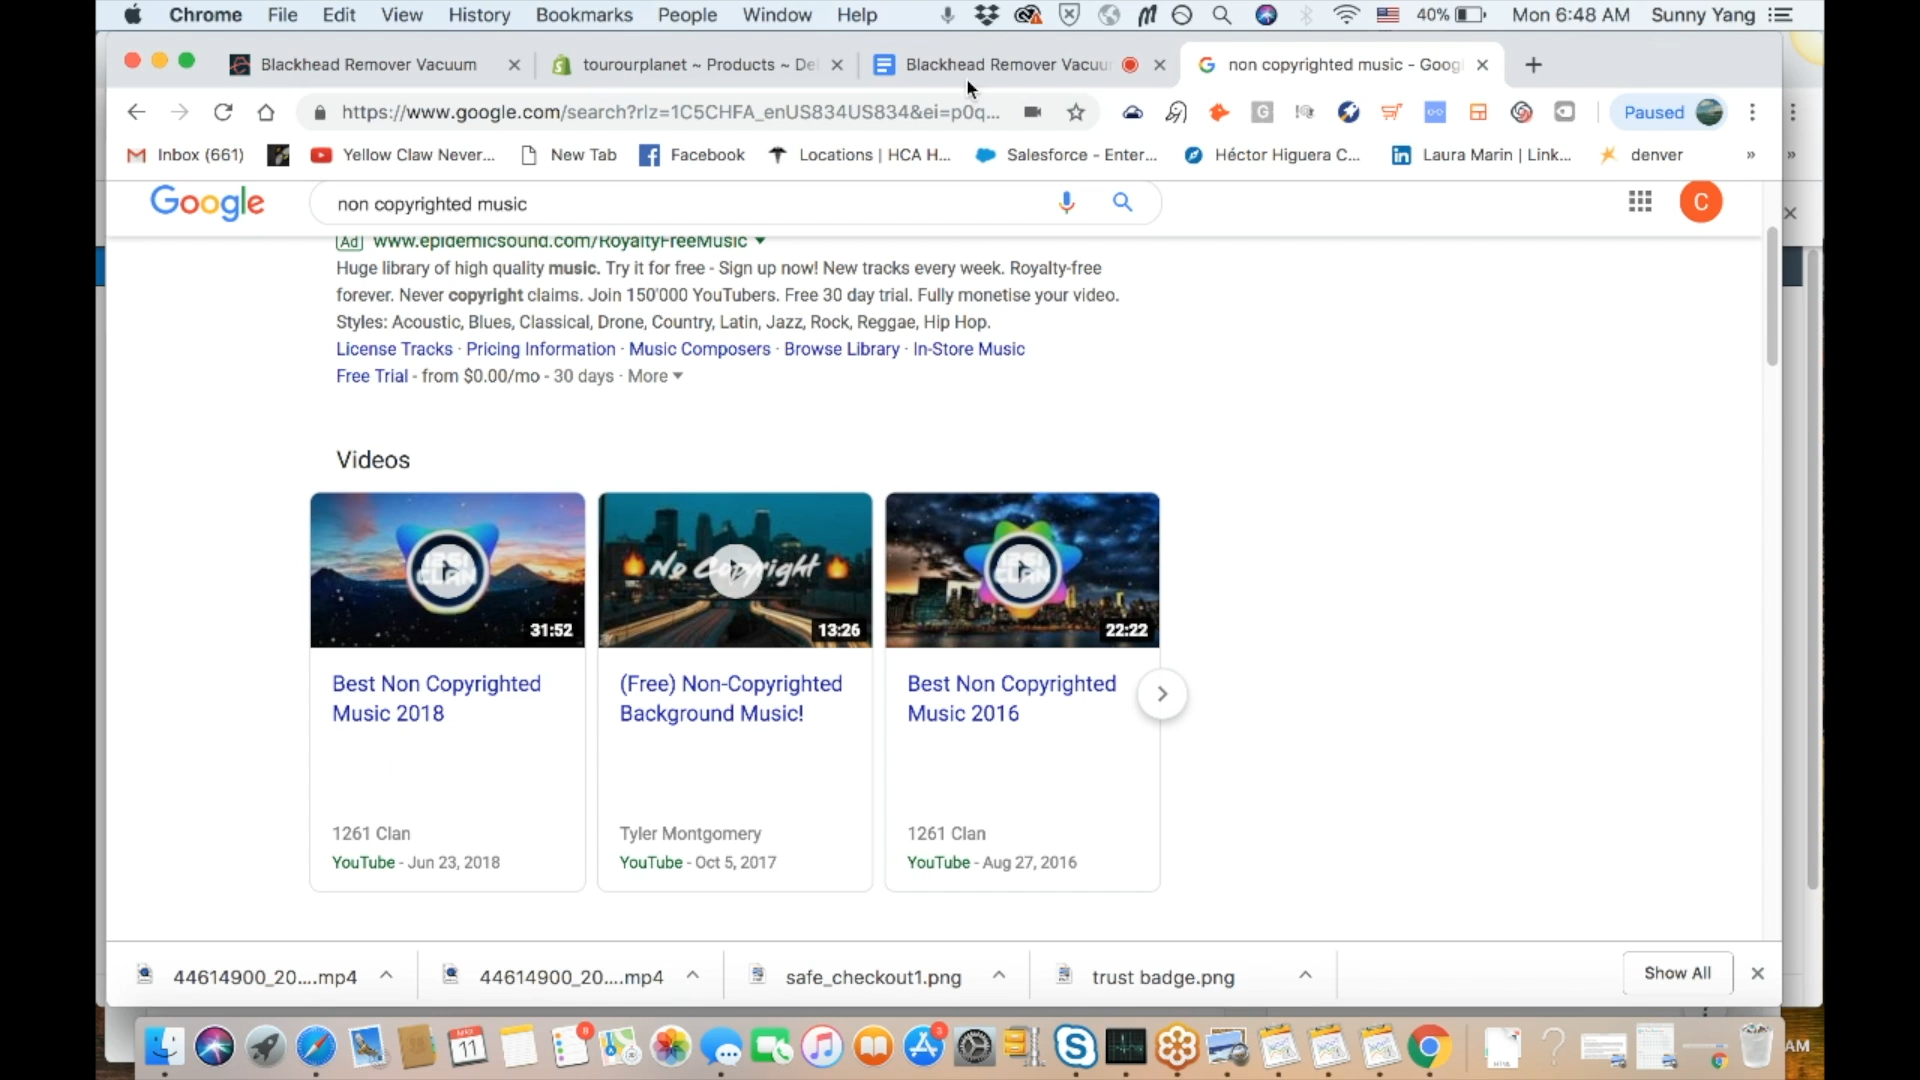 Chrome File Edit View History Bookmarks People Window Help 40% Mon 6:48 AM Sunny Yang
Blackhead Remover Vacuum
tourourplanet ~ Products ~ De
Blackhead Remover Vacuu
non copyrighted music - Goog
https://www.google.com/search?rlz=1C5CHFA_enUS834US834&ei=p0q...
Paused
Inbox (661) Yellow Claw Never... New Tab Facebook Locations | HCA H... Salesforce - Enter... Héctor Higuera C... Laura Marin | Link... denver » »
Google
non copyrighted music
C
Ad www.epidemicsound.com/RoyaltyFreeMusic
Huge library of high quality music. Try it for free - Sign up now! New tracks every week. Royalty-free
forever. Never copyright claims. Join 150'000 YouTubers. Free 30 day trial. Fully monetise your video.
Styles: Acoustic, Blues, Classical, Drone, Country, Latin, Jazz, Rock, Reggae, Hip Hop.
License Tracks · Pricing Information · Music Composers · Browse Library · In-Store Music
Free Trial - from $0.00/mo - 30 days · More
Videos
CLAN
31:52
No Copyright
13:26
22:22
Best Non Copyrighted
Music 2018
1261 Clan
YouTube - Jun 23, 2018
(Free) Non-Copyrighted
Background Music!
Tyler Montgomery
YouTube - Oct 5, 2017
Best Non Copyrighted
Music 2016
1261 Clan
YouTube - Aug 27, 2016
44614900_20....mp4
44614900_20....mp4
safe_checkout1.png
trust badge.png
Show All
11
8
3
AM